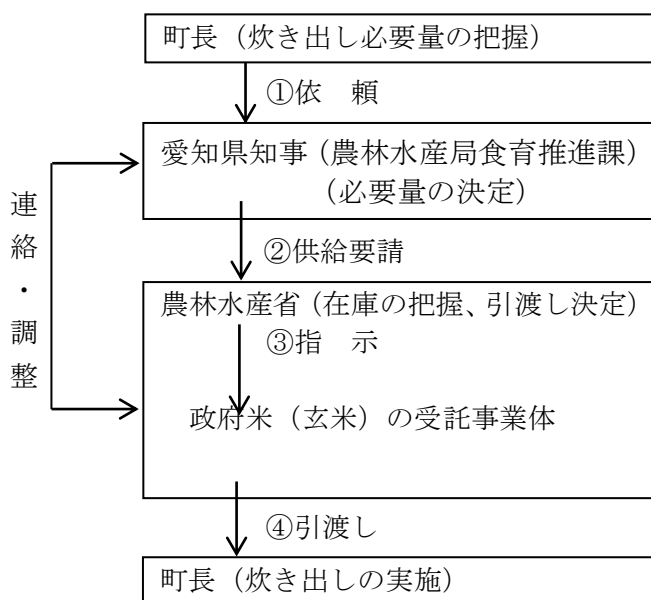 町長（炊き出し必要量の把握）
①依　頼
愛知県知事（農林水産局食育推進課）
（必要量の決定）
連絡・調整
②供給要請
農林水産省（在庫の把握、引渡し決定）
③指　示
政府米（玄米）の受託事業体
④引渡し
町長（炊き出しの実施）